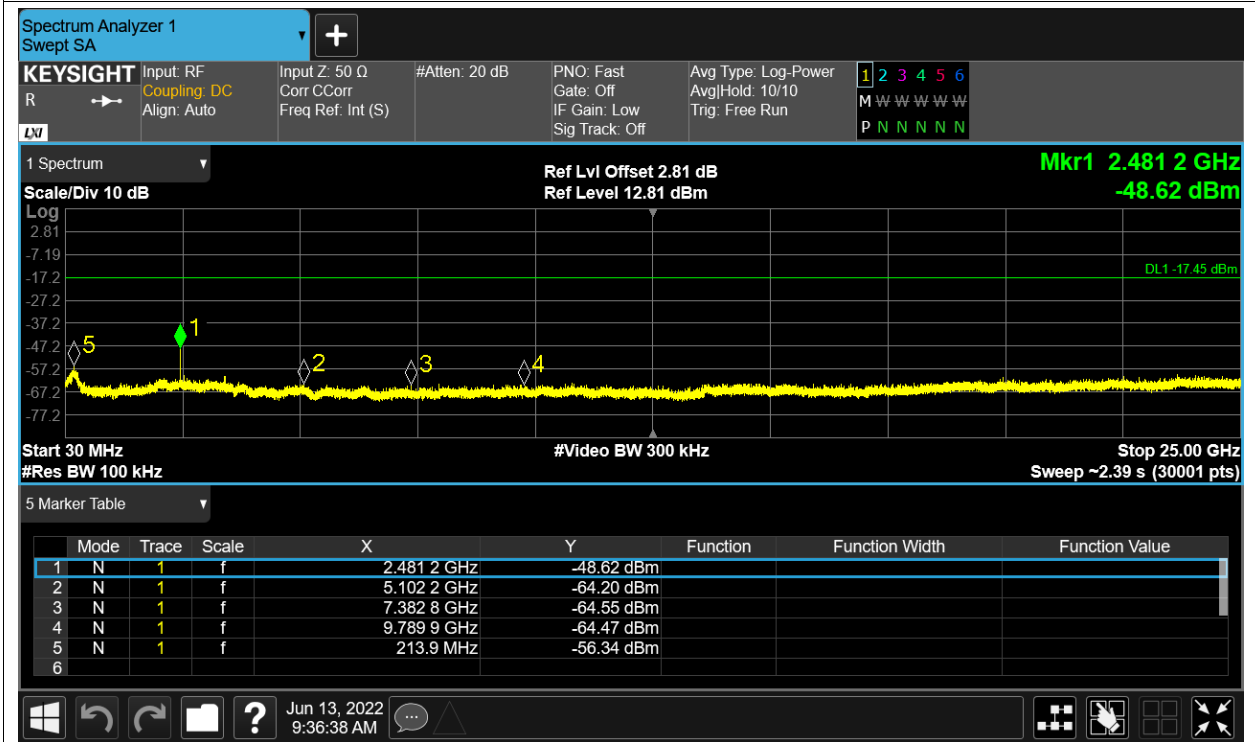 Spectrum Analyzer 1
Swept SA
+
KEYSIGHT
R
LXI
Input: RF
Coupling: DC
Align: Auto
Input Z: 50 Ω
Corr CCorr
Freq Ref: Int (S)
#Atten: 20 dB
PNO: Fast
Gate: Off
IF Gain: Low
Sig Track: Off
Avg Type: Log-Power
Avg|Hold: 10/10
Trig: Free Run
1 2 3 4 5 6
M W W W W W
P N N N N N
1 Spectrum
Scale/Div 10 dB
Ref Lvl Offset 2.81 dB
Ref Level 12.81 dBm
Mkr1 2.481 2 GHz
-48.62 dBm
Log
2.81
-7.19
-17.2
-27.2
-37.2
-47.2
-57.2
-67.2
-77.2
DL1 -17.45 dBm
5
1
2
3
4
Start 30 MHz
#Video BW 300 kHz
Stop 25.00 GHz
#Res BW 100 kHz
Sweep ~2.39 s (30001 pts)
5 Marker Table
Mode Trace Scale X Y Function Function Width Function Value
1 N 1 f 2.481 2 GHz -48.62 dBm
2 N 1 f 5.102 2 GHz -64.20 dBm
3 N 1 f 7.382 8 GHz -64.55 dBm
4 N 1 f 9.789 9 GHz -64.47 dBm
5 N 1 f 213.9 MHz -56.34 dBm
6
?
Jun 13, 2022
9:36:38 AM